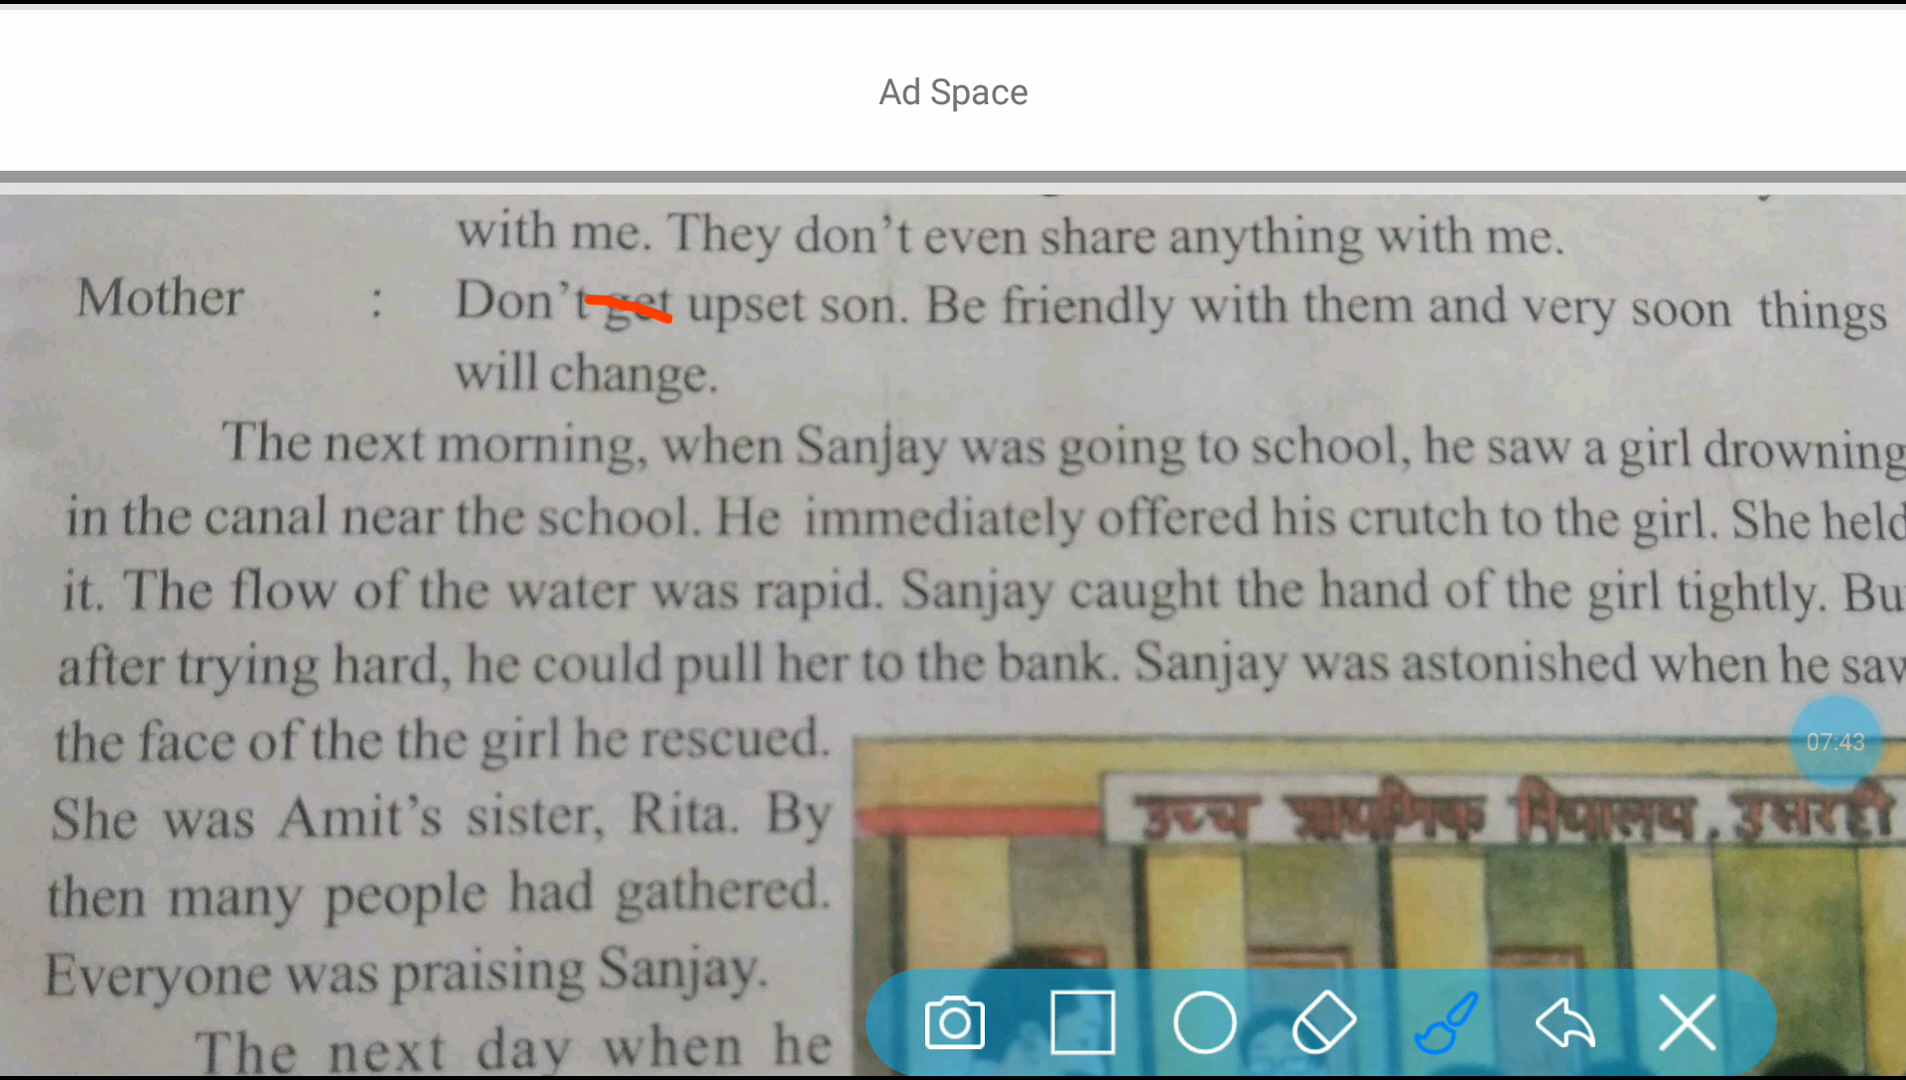 Ad Space
with me. They don't even share anything with me.
Mother : Don't get upset son. Be friendly with them and very soon things
will change.
The next morning, when Sanjay was going to school, he saw a girl drowning
in the canal near the school. He immediately offered his crutch to the girl. She held
it. The flow of the water was rapid. Sanjay caught the hand of the girl tightly. Bu
after trying hard, he could pull her to the bank. Sanjay was astonished when he saw
the face of the the girl he rescued.
07:43
She was Amit's sister, Rita. By
उच्च प्राथमिक विद्यालय, उसरही
then many people had gathered.
Everyone was praising Sanjay.
The next day when he